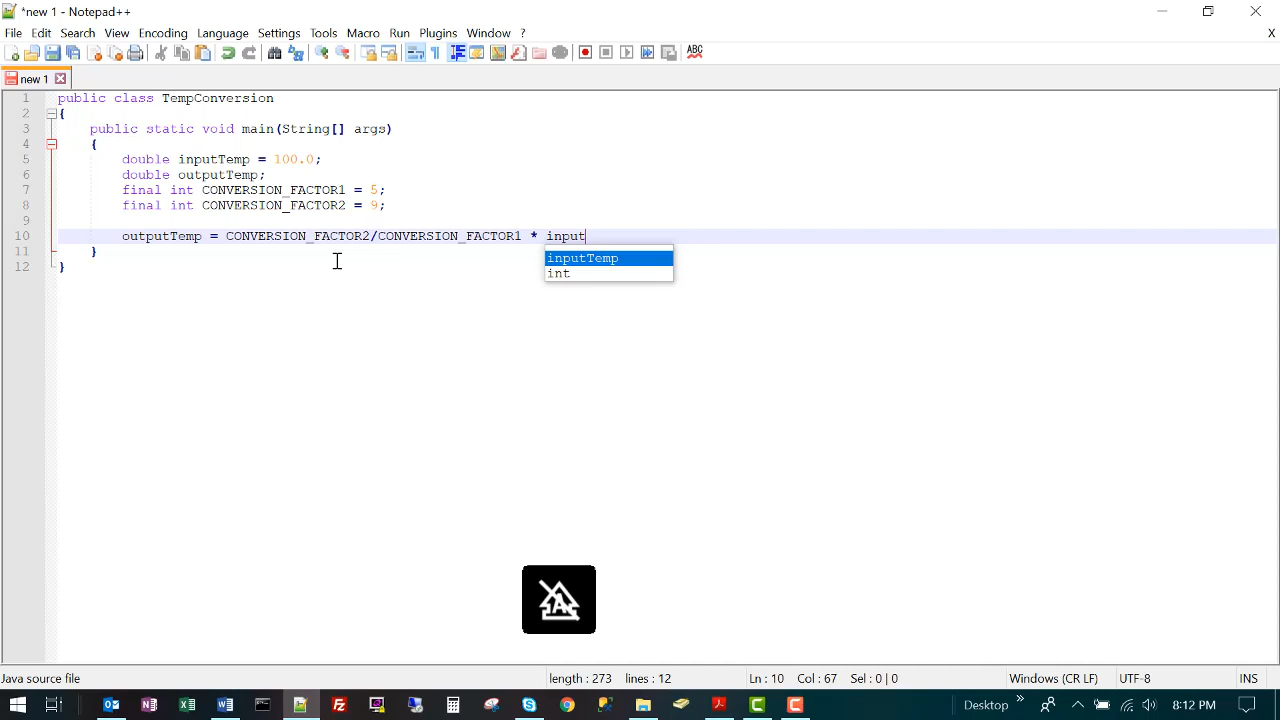 *new 1 - Notepad++
File Edit Search View Encoding Language Settings Tools Macro Run Plugins Window ? X
ABC
new 1
1 public class TempConversion
2 {
3 public static void main(String[] args)
4 {
5 double inputTemp = 100.0;
6 double outputTemp;
7 final int CONVERSION_FACTOR1 = 5;
8 final int CONVERSION_FACTOR2 = 9;
9
10 outputTemp = CONVERSION_FACTOR2/CONVERSION_FACTOR1 * input
11 }
12 }
inputTemp
int
A
Java source file length : 273 lines : 12 Ln : 10 Col : 67 Sel : 0 | 0 Windows (CR LF) UTF-8 INS
Desktop » 8:12 PM